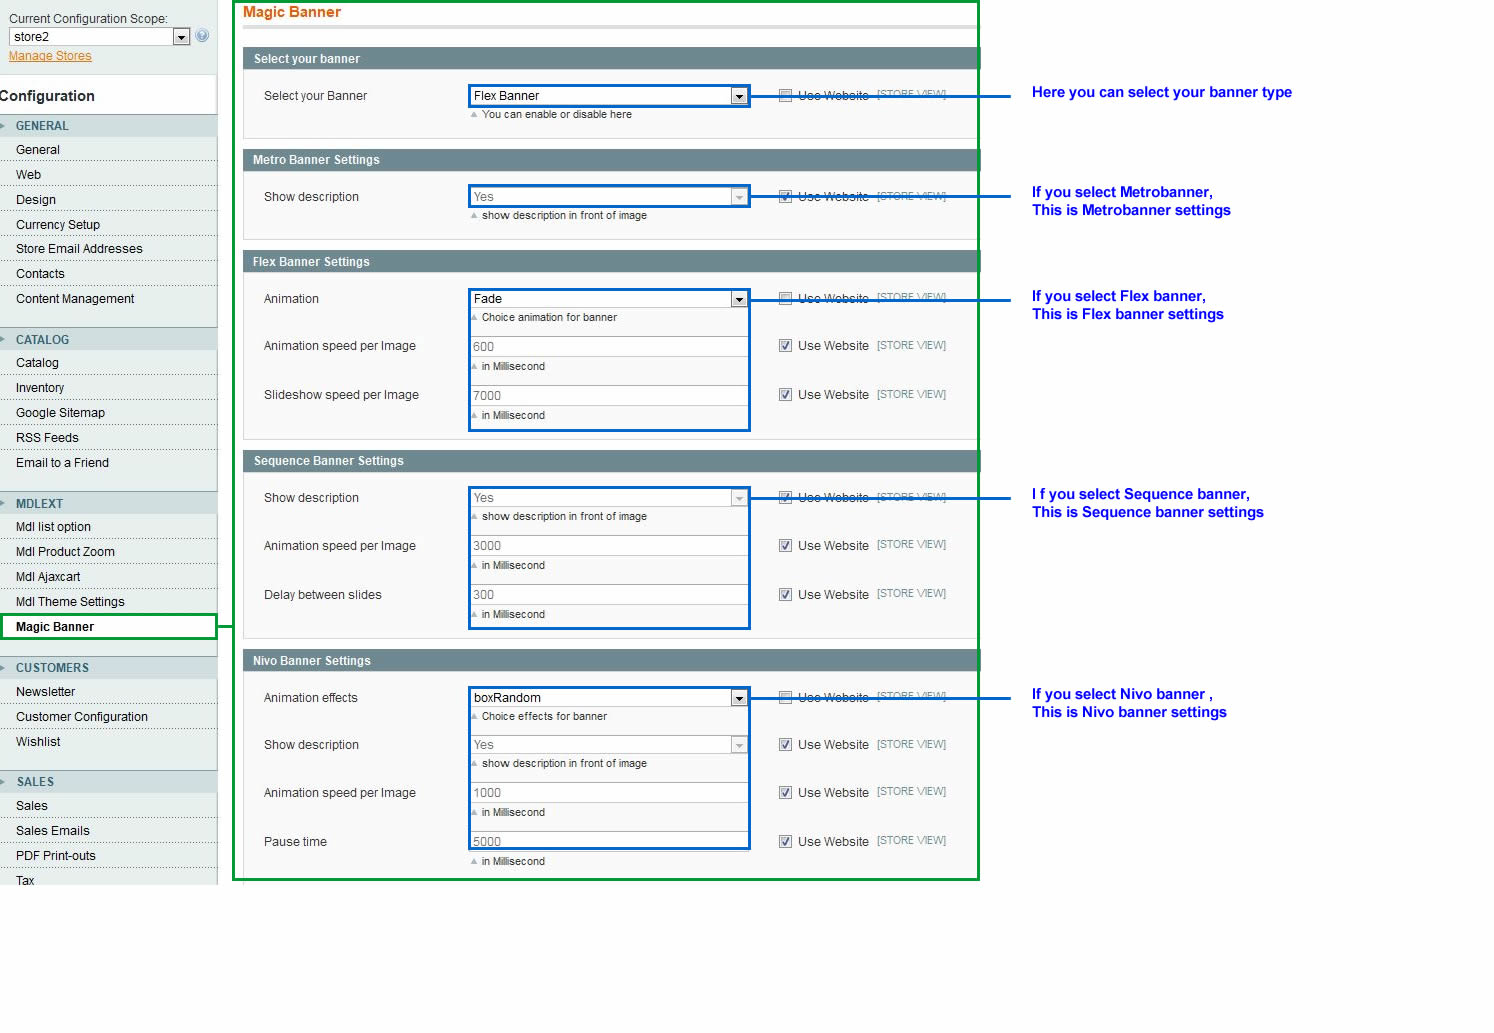 Current Configuration Scope:
store2
Manage Stores
Configuration
GENERAL
General
Web
Design
Currency Setup
Store Email Addresses
Contacts
Content Management
CATALOG
Catalog
Inventory
Google Sitemap
RSS Feeds
Email to a Friend
MDLEXT
Mdl list option
Mdl Product Zoom
Mdl Ajaxcart
Mdl Theme Settings
Magic Banner
CUSTOMERS
Newsletter
Customer Configuration
Wishlist
SALES
Sales
Sales Emails
PDF Print-outs
Tax
Magic Banner
Select your banner
Select your Banner Flex Banner Use Website [STORE VIEW] Here you can select your banner type
You can enable or disable here
Metro Banner Settings
Show description Yes Use Website [STORE VIEW] If you select Metrobanner,
This is Metrobanner settings
show description in front of image
Flex Banner Settings
Animation Fade Use Website [STORE VIEW] If you select Flex banner,
This is Flex banner settings
Choice animation for banner
Animation speed per Image 600 Use Website [STORE VIEW]
in Millisecond
Slideshow speed per Image 7000 Use Website [STORE VIEW]
in Millisecond
Sequence Banner Settings
Show description Yes Use Website [STORE VIEW] I f you select Sequence banner,
This is Sequence banner settings
show description in front of image
Animation speed per Image 3000 Use Website [STORE VIEW]
in Millisecond
Delay between slides 300 Use Website [STORE VIEW]
in Millisecond
Nivo Banner Settings
Animation effects boxRandom Use Website [STORE VIEW] If you select Nivo banner ,
This is Nivo banner settings
Choice effects for banner
Show description Yes Use Website [STORE VIEW]
show description in front of image
Animation speed per Image 1000 Use Website [STORE VIEW]
in Millisecond
Pause time 5000 Use Website [STORE VIEW]
in Millisecond